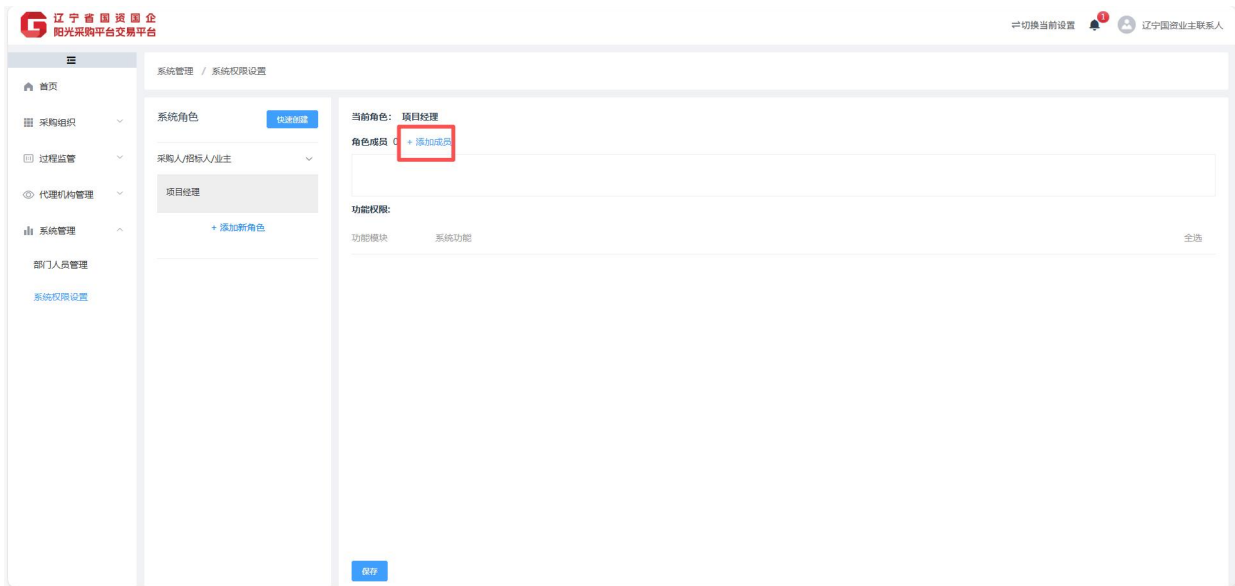 辽宁省国资国企
阳光采购平台交易平台
切换当前设置
1
辽宁国资业主联系人
首页
采购组织
过程监管
代理机构管理
系统管理
部门人员管理
系统权限设置
系统管理 / 系统权限设置
系统角色
快速创建
采购人/招标人/业主
项目经理
+ 添加新角色
当前角色： 项目经理
角色成员 0 + 添加成员
功能权限:
功能模块 系统功能 全选
保存